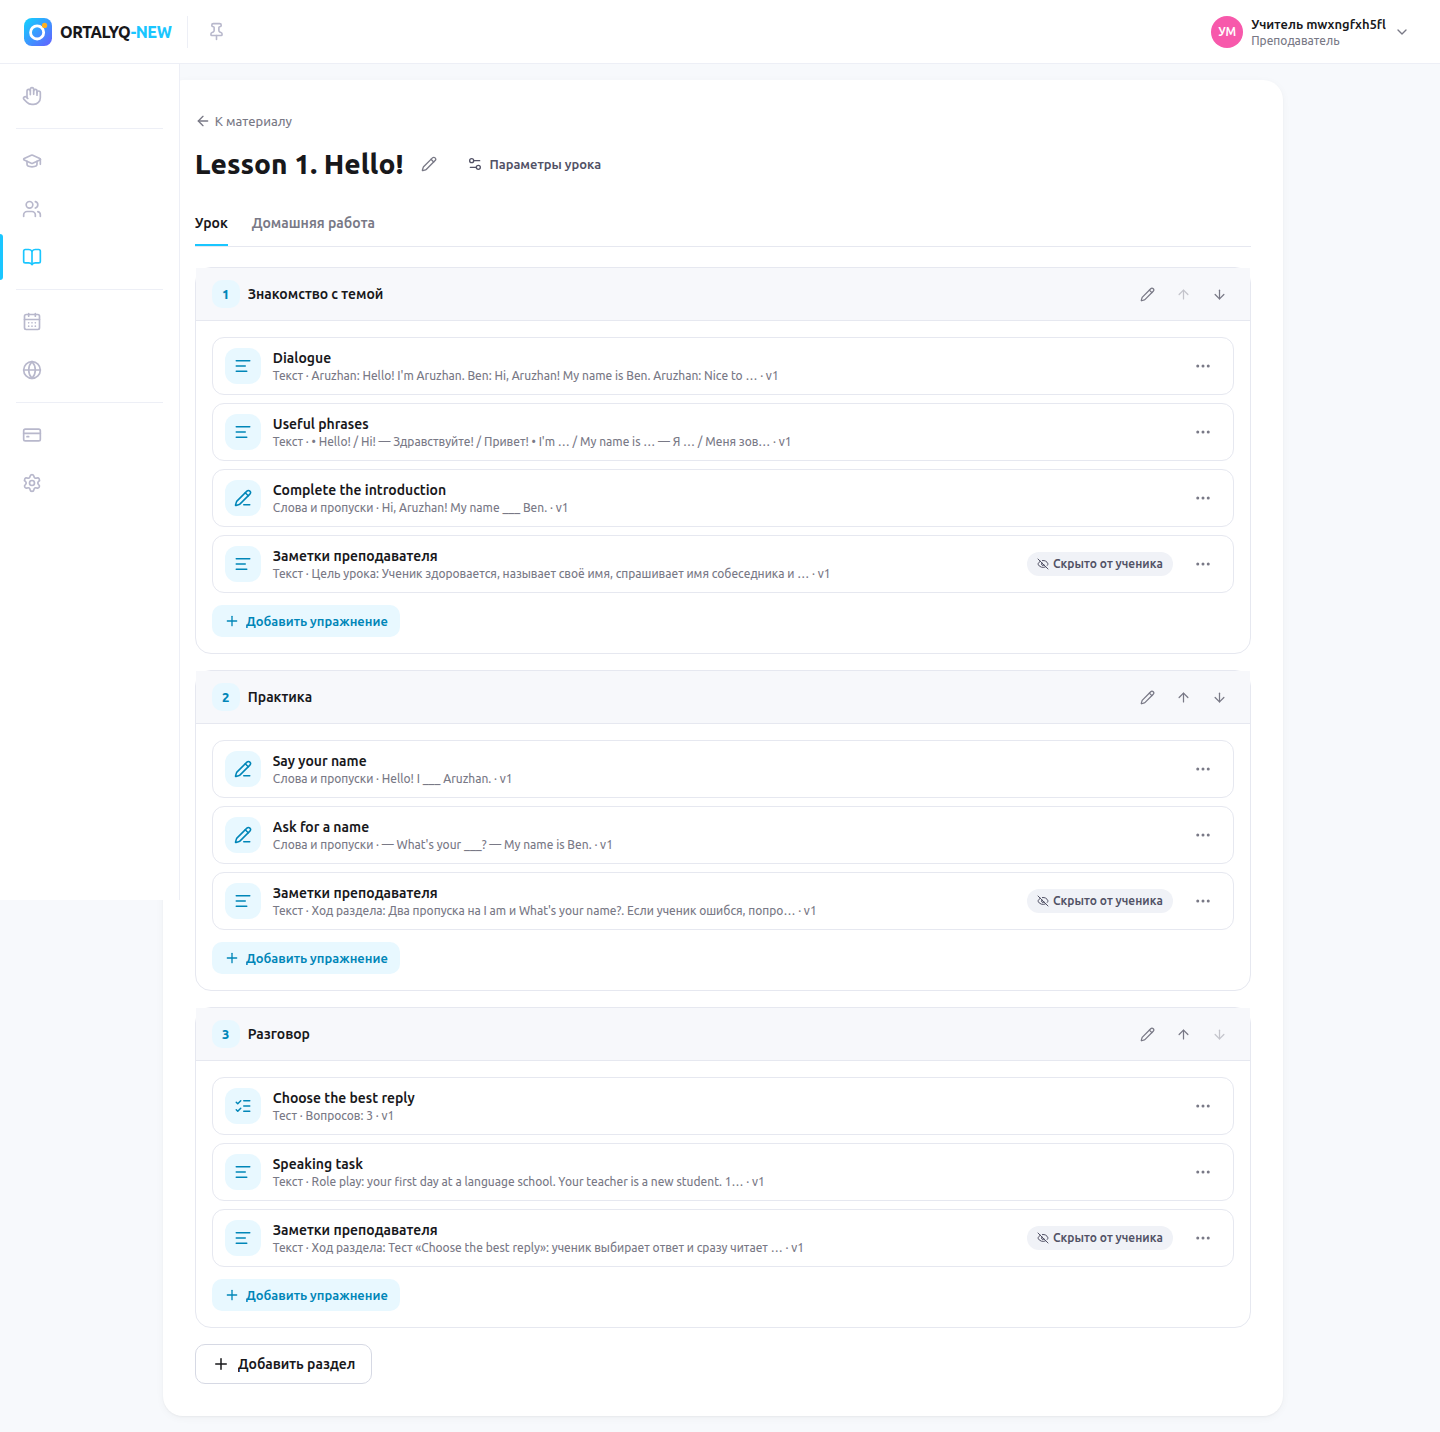 ORTALYQ-NEW
УМ
Учитель mwxngfxh5fl
Преподаватель
К материалу
Lesson 1. Hello!
Параметры урока
Урок
Домашняя работа
1
Знакомство с темой
Dialogue
Текст · Aruzhan: Hello! I'm Aruzhan. Ben: Hi, Aruzhan! My name is Ben. Aruzhan: Nice to … · v1
Useful phrases
Текст · • Hello! / Hi! — Здравствуйте! / Привет! • I'm … / My name is … — Я … / Меня зов… · v1
Complete the introduction
Слова и пропуски · Hi, Aruzhan! My name ___ Ben. · v1
Заметки преподавателя
Текст · Цель урока: Ученик здоровается, называет своё имя, спрашивает имя собеседника и … · v1
Скрыто от ученика
Добавить упражнение
2
Практика
Say your name
Слова и пропуски · Hello! I ___ Aruzhan. · v1
Ask for a name
Слова и пропуски · — What's your ___? — My name is Ben. · v1
Заметки преподавателя
Текст · Ход раздела: Два пропуска на I am и What's your name?. Если ученик ошибся, попро… · v1
Скрыто от ученика
Добавить упражнение
3
Разговор
Choose the best reply
Тест · Вопросов: 3 · v1
Speaking task
Текст · Role play: your first day at a language school. Your teacher is a new student. 1… · v1
Заметки преподавателя
Текст · Ход раздела: Тест «Choose the best reply»: ученик выбирает ответ и сразу читает … · v1
Скрыто от ученика
Добавить упражнение
Добавить раздел